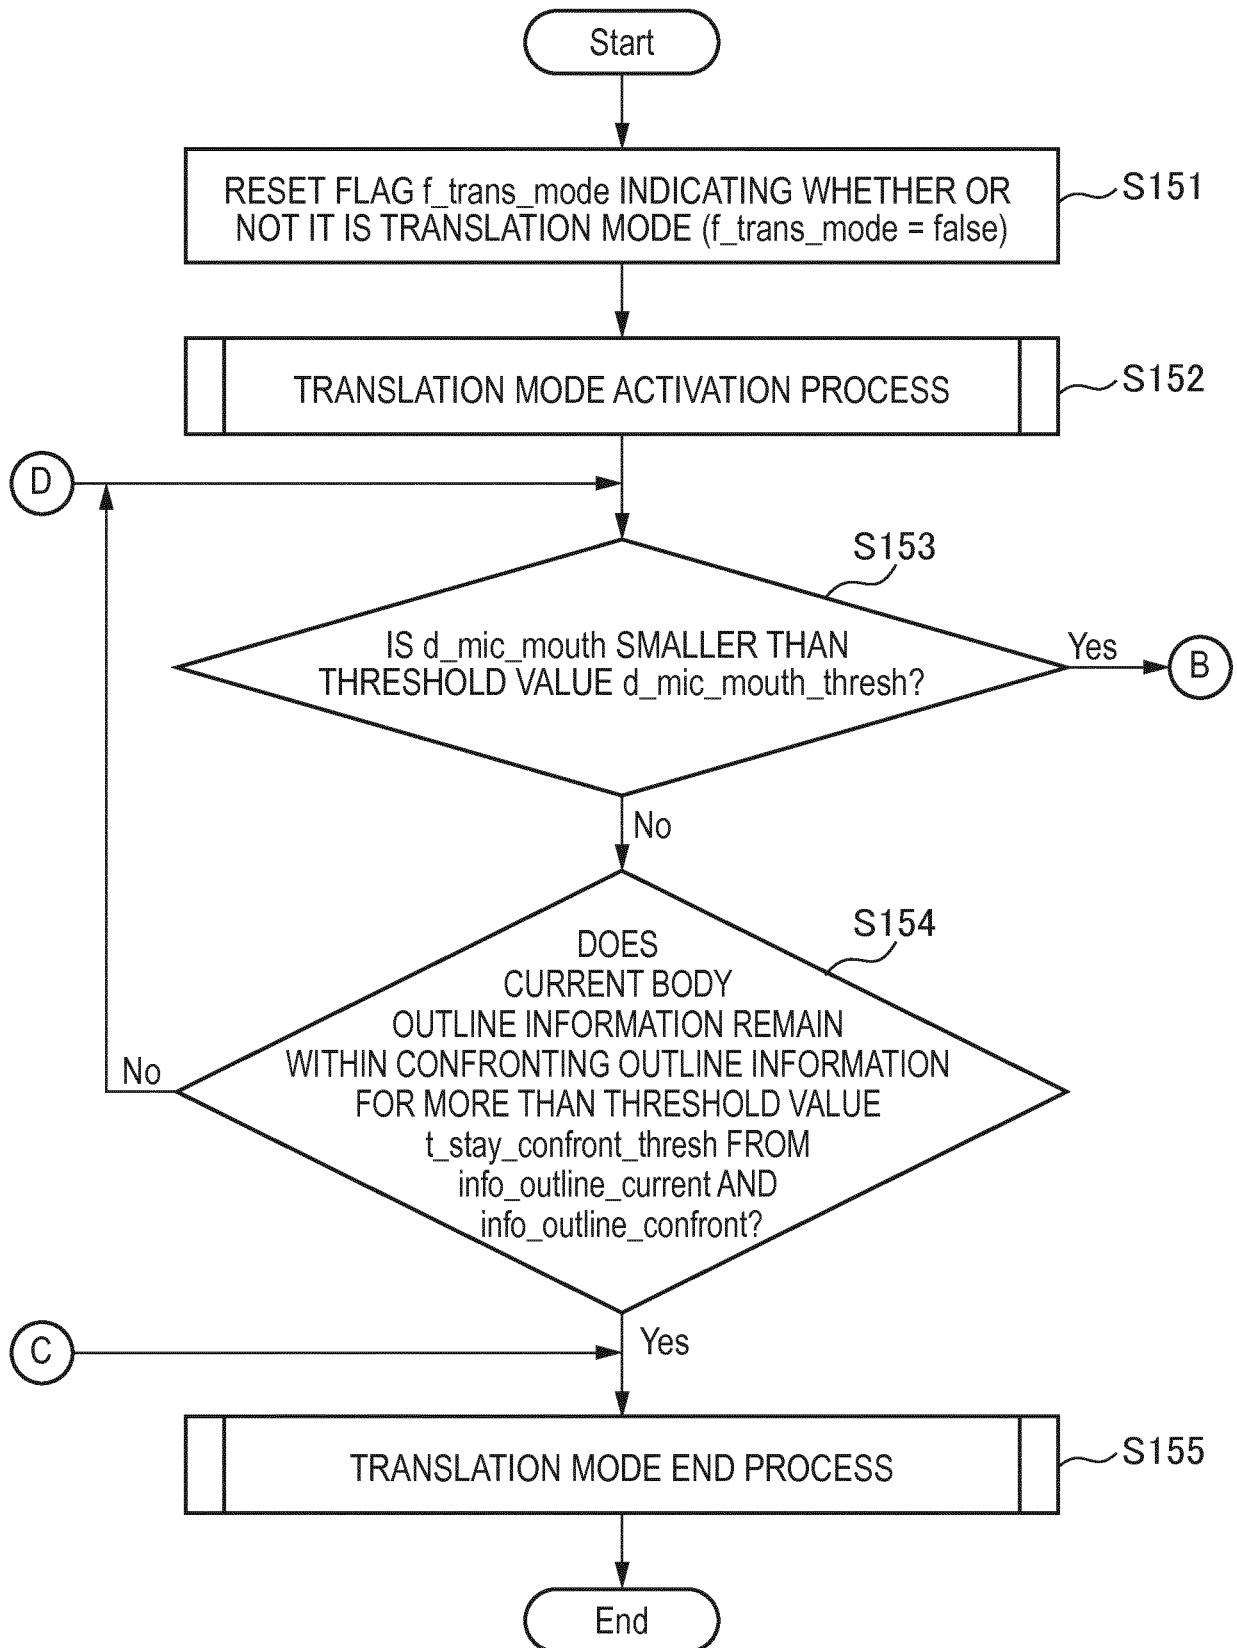 Start
RESET FLAG f_trans_mode INDICATING WHETHER OR
NOT IT IS TRANSLATION MODE (f_trans_mode = false)
S151
TRANSLATION MODE ACTIVATION PROCESS
S152
D
S153
IS d_mic_mouth SMALLER THAN
THRESHOLD VALUE d_mic_mouth_thresh?
Yes
B
No
S154
DOES
CURRENT BODY
OUTLINE INFORMATION REMAIN
WITHIN CONFRONTING OUTLINE INFORMATION
FOR MORE THAN THRESHOLD VALUE
t_stay_confront_thresh FROM
info_outline_current AND
info_outline_confront?
No
Yes
C
TRANSLATION MODE END PROCESS
S155
End